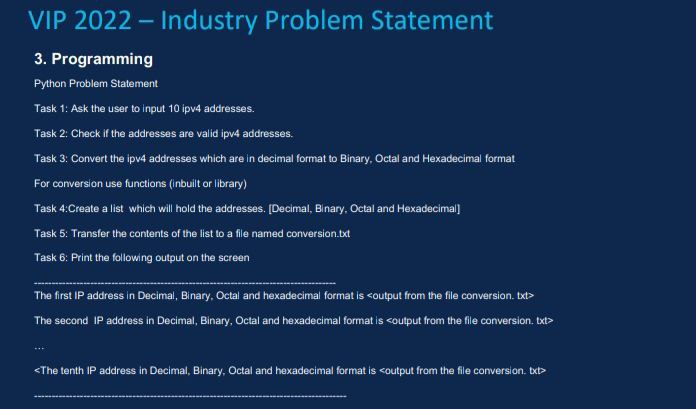 VIP 2022 – Industry Problem Statement
3. Programming
Python Problem Statement
Task 1: Ask the user to input 10 ipv4 addresses.
Task 2: Check if the addresses are valid ipv4 addresses.
Task 3: Convert the ipv4 addresses which are in decimal format to Binary, Octal and Hexadecimal format
For conversion use functions (inbuilt or library)
Task 4:Create a list which will hold the addresses. [Decimal, Binary, Octal and Hexadecimal]
Task 5: Transfer the contents of the list to a file named conversion.txt
Task 6: Print the following output on the screen
--------------------------------------------------------------------------------------
The first IP address in Decimal, Binary, Octal and hexadecimal format is <output from the file conversion. txt>
The second IP address in Decimal, Binary, Octal and hexadecimal format is <output from the file conversion. txt>
…
<The tenth IP address in Decimal, Binary, Octal and hexadecimal format is <output from the file conversion. txt>
-----------------------------------------------------------------------------------------